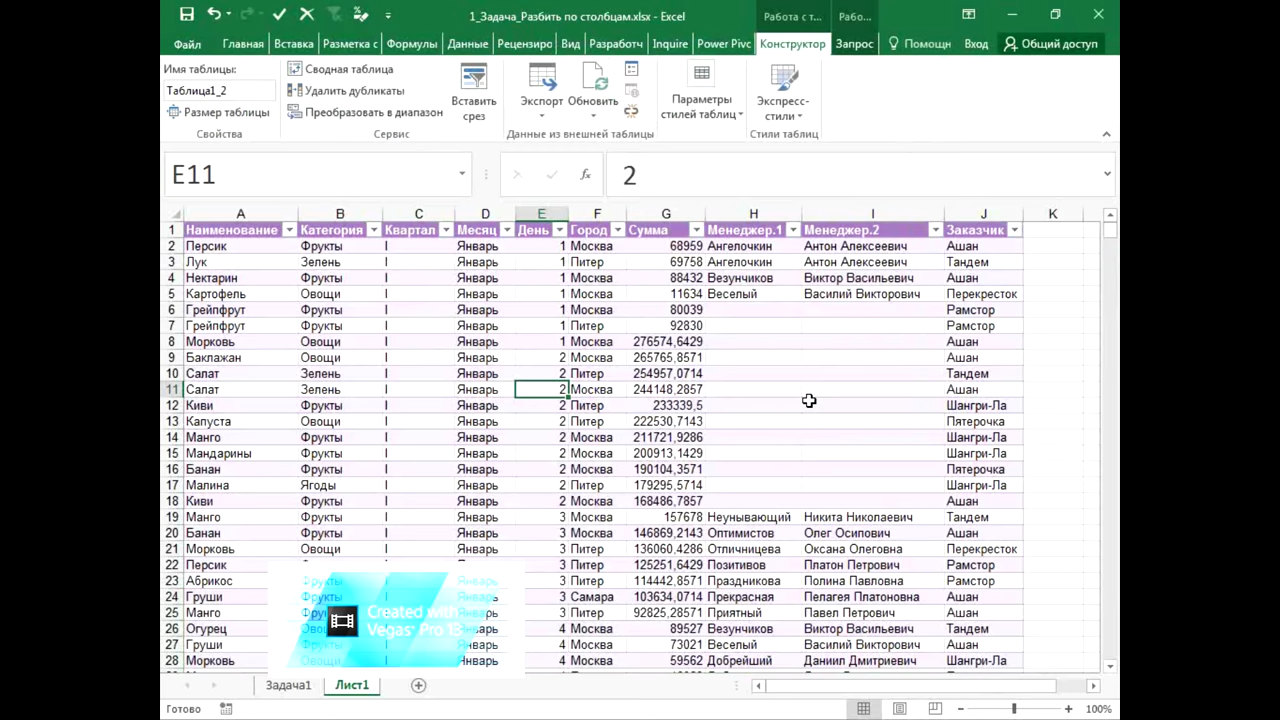 1_Задача_Разбить по столбцам.xlsx - Excel
Работа с т...
Рабо...
Файл Главная Вставка Разметка с Формулы Данные Рецензиро Вид Разработч Inquire Power Pivc Конструктор Запрос Помощн Вход Общий доступ
Имя таблицы:
Таблица1_2
Размер таблицы
Свойства
Сводная таблица
Удалить дубликаты
Преобразовать в диапазон
Сервис
Вставить
срез
Экспорт
Обновить
Данные из внешней таблицы
Параметры
стилей таблиц
Экспресс-
стили
Стили таблиц
E11 fx 2
A B C D E F G H I J K
1 Наименование Категория Квартал Месяц День Город Сумма Менеджер.1 Менеджер.2 Заказчик
2 Персик Фрукты I Январь 1 Москва 68959 Ангелочкин Антон Алексеевич Ашан
3 Лук Зелень I Январь 1 Питер 69758 Ангелочкин Антон Алексеевич Тандем
4 Нектарин Фрукты I Январь 1 Москва 88432 Везунчиков Виктор Васильевич Ашан
5 Картофель Овощи I Январь 1 Москва 11634 Веселый Василий Викторович Перекресток
6 Грейпфрут Фрукты I Январь 1 Москва 80039 Рамстор
7 Грейпфрут Фрукты I Январь 1 Питер 92830 Рамстор
8 Морковь Овощи I Январь 1 Москва 276574,6429 Ашан
9 Баклажан Овощи I Январь 2 Москва 265765,8571 Ашан
10 Салат Зелень I Январь 2 Питер 254957,0714 Тандем
11 Салат Зелень I Январь 2 Москва 244148,2857 Ашан
12 Киви Фрукты I Январь 2 Питер 233339,5 Шангри-Ла
13 Капуста Овощи I Январь 2 Питер 222530,7143 Пятерочка
14 Манго Фрукты I Январь 2 Москва 211721,9286 Шангри-Ла
15 Мандарины Фрукты I Январь 2 Москва 200913,1429 Шангри-Ла
16 Банан Фрукты I Январь 2 Москва 190104,3571 Пятерочка
17 Малина Ягоды I Январь 2 Москва 179295,5714 Шангри-Ла
18 Киви Фрукты I Январь 2 Москва 168486,7857 Ашан
19 Манго Фрукты I Январь 3 Москва 157678 Неунывающий Никита Николаевич Тандем
20 Банан Фрукты I Январь 3 Москва 146869,2143 Оптимистов Олег Осипович Ашан
21 Морковь Овощи I Январь 3 Питер 136060,4286 Отличницева Оксана Олеговна Перекресток
22 Персик 3 Питер 125251,6429 Позитивов Платон Петрович Рамстор
23 Абрикос Фрукты Январь 3 Москва 114442,8571 Праздникова Полина Павловна Рамстор
24 Груши Фрукты Январь 3 Самара 103634,0714 Прекрасная Пелагея Платоновна Ашан
25 Манго 3 Питер 92825,28571 Приятный Павел Петрович Ашан
26 Огурец 4 Москва 89527 Везунчиков Виктор Васильевич Тандем
27 Груши Фрукты Январь 4 Москва 73021 Веселый Василий Викторович Ашан
28 Морковь Январь 4 Москва 59562 Добрейший Даниил Дмитриевич Шангри-Ла
Created with
Vegas Pro 13
Задача1 Лист1
Готово 100%